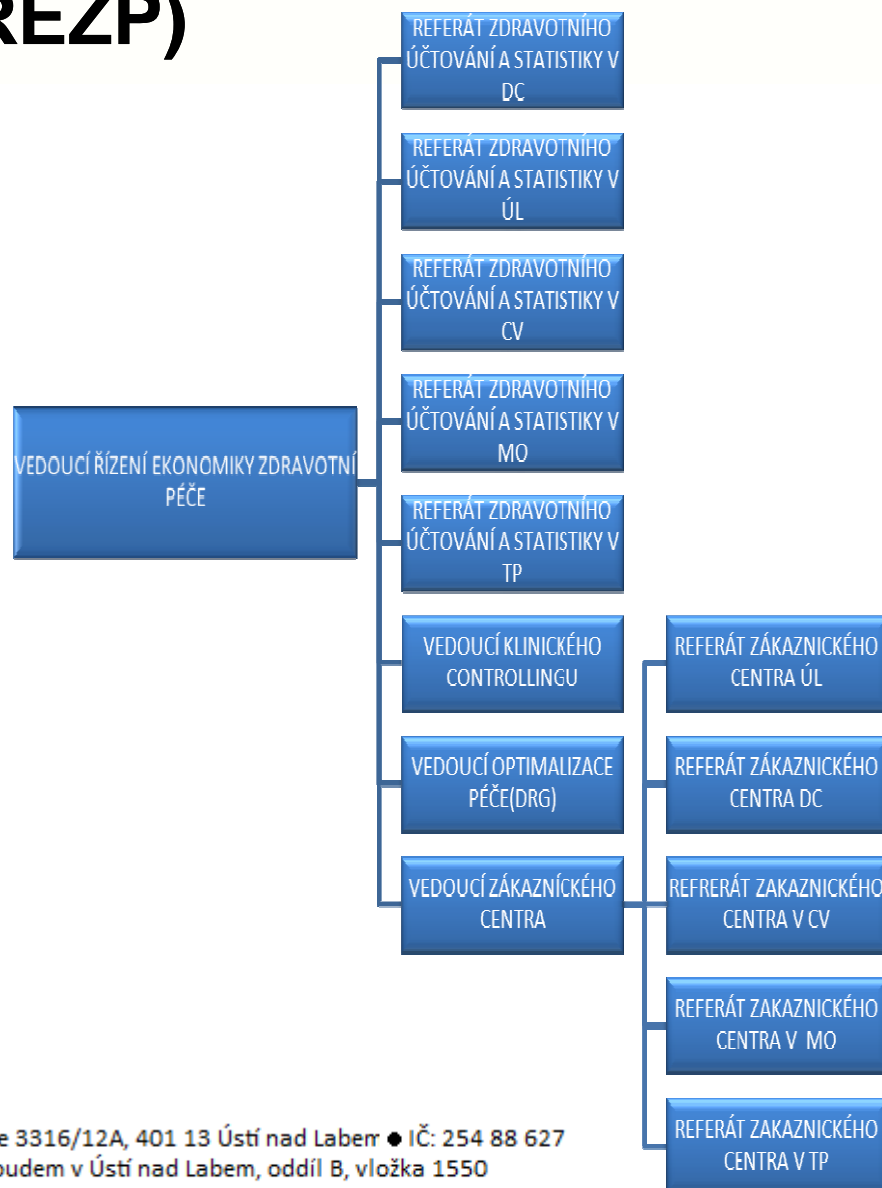 ŘEZP)
REFERÁT ZDRAVOTNÍHO
ÚČTOVÁNÍ A STATISTIKY V
DC
REFERÁT ZDRAVOTNÍHO
ÚČTOVÁNÍ A STATISTIKY V
ÚL
REFERÁT ZDRAVOTNÍHO
ÚČTOVÁNÍ A STATISTIKY V
CV
REFERÁT ZDRAVOTNÍHO
ÚČTOVÁNÍ A STATISTIKY V
MO
VEDOUCÍ ŘÍZENÍ EKONOMIKY ZDRAVOTNÍ
PÉČE
REFERÁT ZDRAVOTNÍHO
ÚČTOVÁNÍ A STATISTIKY V
TP
VEDOUCÍ KLINICKÉHO
CONTROLLINGU
REFERÁT ZÁKAZNICKÉHO
CENTRA ÚL
VEDOUCÍ OPTIMALIZACE
PÉČE(DRG)
REFERÁT ZÁKAZNICKÉHO
CENTRA DC
VEDOUCÍ ZÁKAZNÍCKÉHO
CENTRA
REFRERÁT ZAKAZNICKÉHO
CENTRA V CV
REFERÁT ZAKAZNICKÉHO
CENTRA V MO
REFERÁT ZAKAZNICKÉHO
CENTRA V TP
e 3316/12A, 401 13 Ústí nad Labem ● IČ: 254 88 627
oudem v Ústí nad Labem, oddíl B, vložka 1550